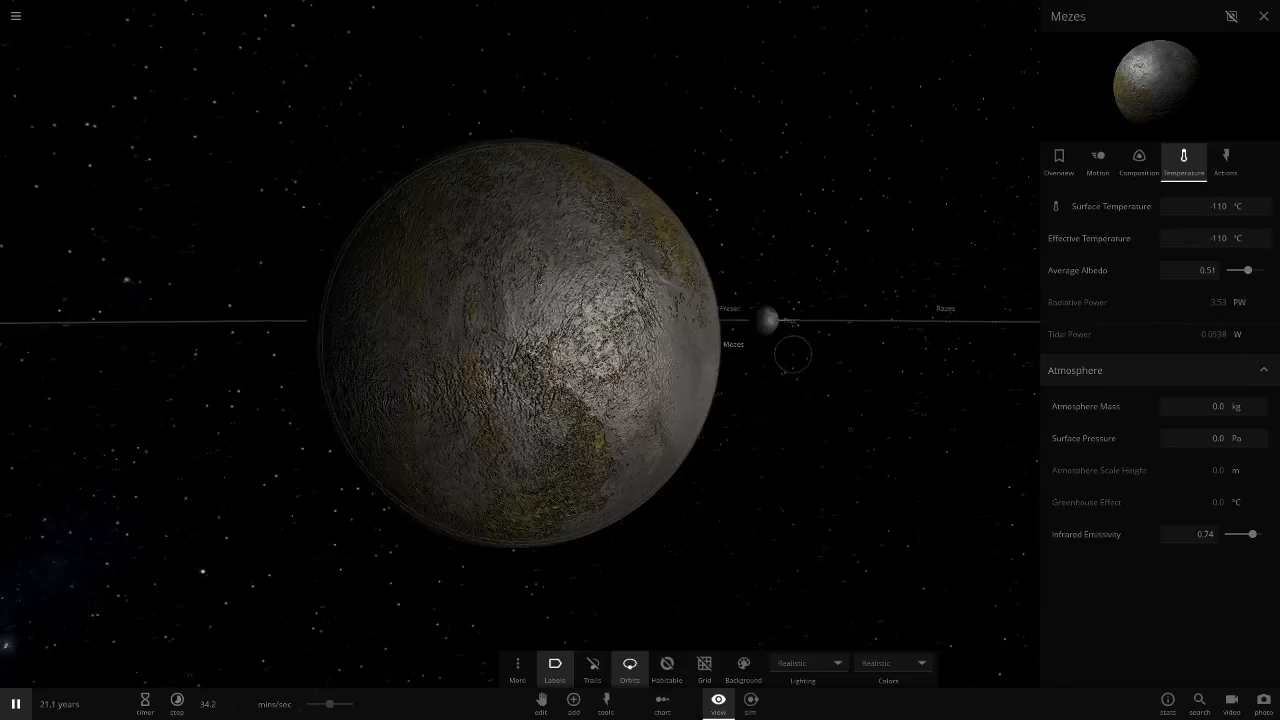 Mezes
Overview Motion Composition Temperature Actions
Surface Temperature -110 °C
Effective Temperature -110 °C
Average Albedo 0.51
Radiative Power 3.53 PW
Tidal Power 0.0538 W
Atmosphere
Atmosphere Mass 0.0 kg
Surface Pressure 0.0 Pa
Atmosphere Scale Height 0.0 m
Greenhouse Effect 0.0 °C
Infrared Emissivity 0.74
Razes
Mezes
More Labels Trails Orbits Habitable Grid Background
Realistic Realistic
Lighting Colors
21.1 years timer step 34.2 mins/sec edit add tools chart view sim stats search video photo